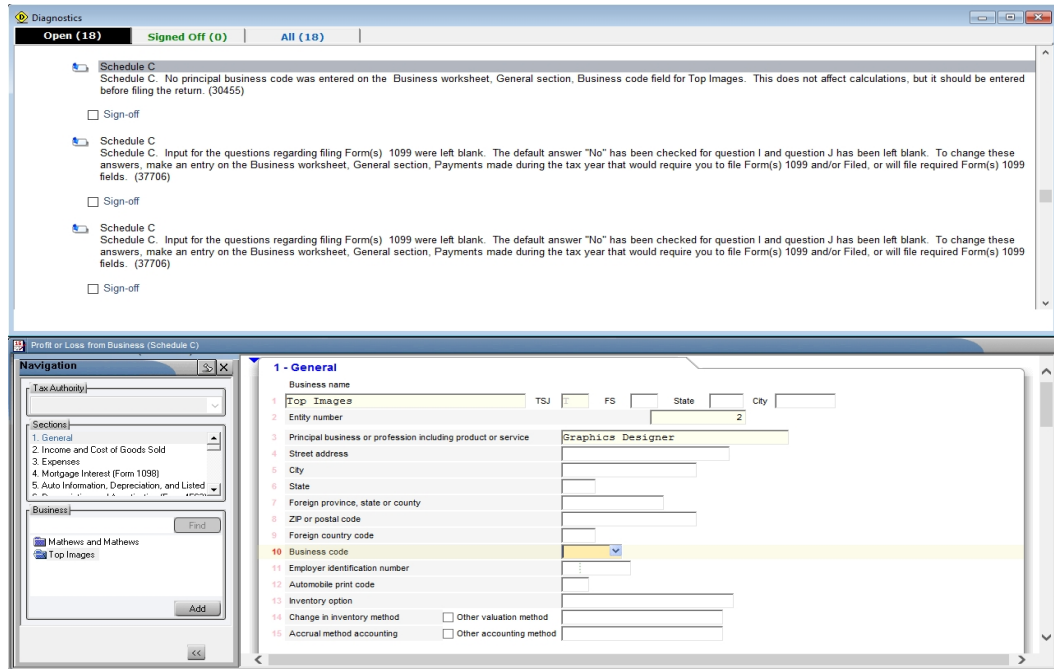 Diagnostics
Open (18) Signed Off (0) All (18)
Schedule C
Schedule C. No principal business code was entered on the Business worksheet, General section, Business code field for Top Images. This does not affect calculations, but it should be entered
before filing the return. (30455)
Sign-off
Schedule C
Schedule C. Input for the questions regarding filing Form(s) 1099 were left blank. The default answer "No" has been checked for question I and question J has been left blank. To change these
answers, make an entry on the Business worksheet, General section, Payments made during the tax year that would require you to file Form(s) 1099 and/or Filed, or will file required Form(s) 1099
fields. (37706)
Sign-off
Schedule C
Schedule C. Input for the questions regarding filing Form(s) 1099 were left blank. The default answer "No" has been checked for question I and question J has been left blank. To change these
answers, make an entry on the Business worksheet, General section, Payments made during the tax year that would require you to file Form(s) 1099 and/or Filed, or will file required Form(s) 1099
fields. (37706)
Sign-off
Profit or Loss from Business (Schedule C)
Navigation
Tax Authority
Sections
1. General
2. Income and Cost of Goods Sold
3. Expenses
4. Mortgage Interest (Form 1098)
5. Auto Information, Depreciation, and Listed
Business
Find
Mathews and Mathews
Top Images
Add
<<
1 - General
Business name
1 Top Images TSJ T FS State City
2 Entity number 2
3 Principal business or profession including product or service Graphics Designer
4 Street address
5 City
6 State
7 Foreign province, state or county
8 ZIP or postal code
9 Foreign country code
10 Business code
11 Employer identification number
12 Automobile print code
13 Inventory option
14 Change in inventory method Other valuation method
15 Accrual method accounting Other accounting method